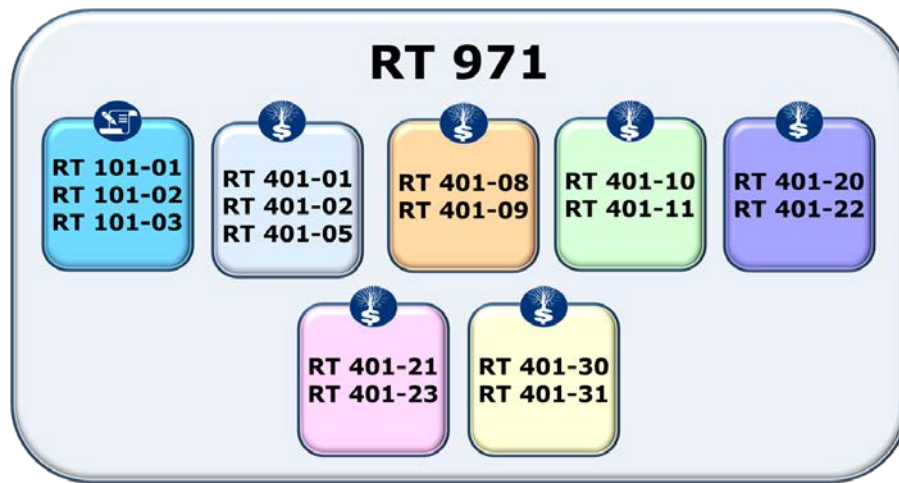 RT 971
RT 101-01
RT 101-02
RT 101-03
RT 401-01
RT 401-02
RT 401-05
RT 401-08
RT 401-09
RT 401-10
RT 401-11
RT 401-20
RT 401-22
RT 401-21
RT 401-23
RT 401-30
RT 401-31